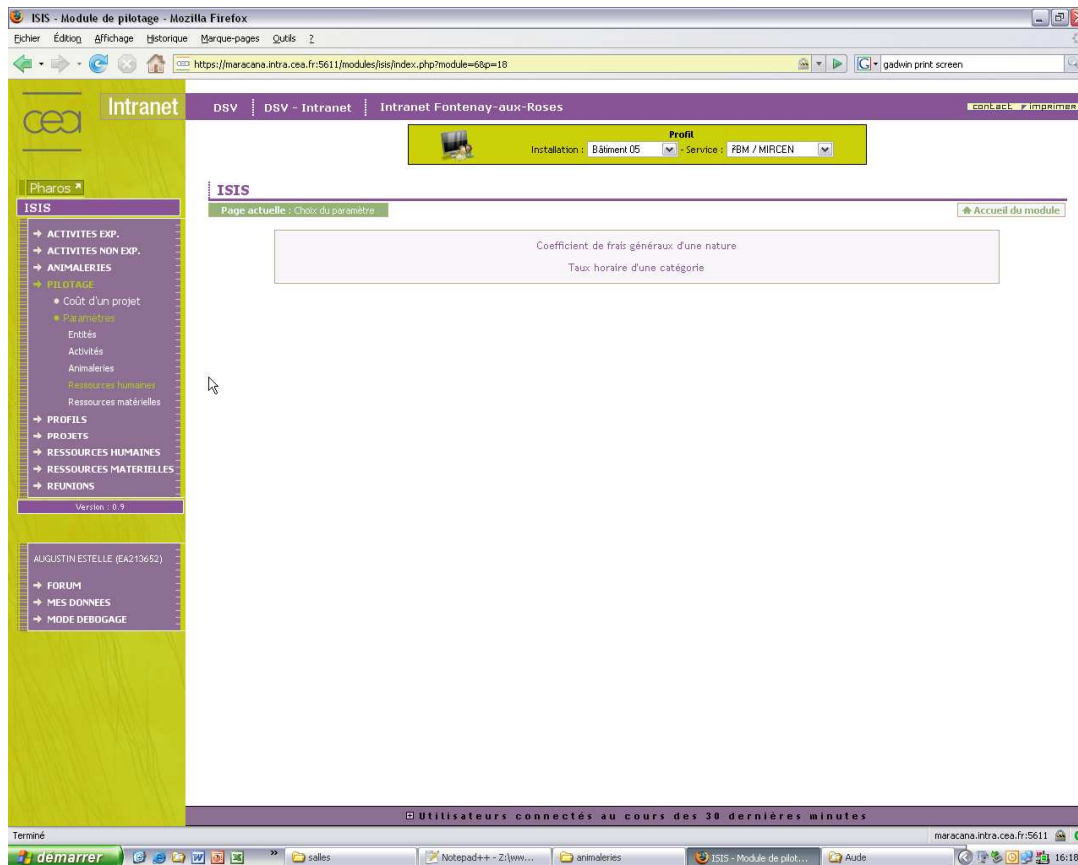 ISIS - Module de pilotage - Mozilla Firefox
Fichier Édition Affichage Historique Marque-pages Outils ?
https://maracana.intra.cea.fr:5611/modules/isis/index.php?module=6&p=18
G gadwin print screen
cea Intranet
DSV DSV - Intranet Intranet Fontenay-aux-Roses
contact imprimer
Profil
Installation : Bâtiment 05 - Service : PBM / MIRCEN
Pharos
ISIS
ISIS
Page actuelle : Choix du paramètre
Accueil du module
Coefficient de frais généraux d'une nature
Taux horaire d'une catégorie
ACTIVITES EXP.
ACTIVITES NON EXP.
ANIMALERIES
PILOTAGE
Coût d'un projet
Paramètres
Entités
Activités
Animaleries
Ressources humaines
Ressources matérielles
PROFILS
PROJETS
RESSOURCES HUMAINES
RESSOURCES MATERIELLES
REUNIONS
Version : 0.9
AUGUSTIN ESTELLE (EA213652)
FORUM
MES DONNEES
MODE DEBOGAGE
Utilisateurs connectés au cours des 30 dernières minutes
Terminé
maracana.intra.cea.fr:5611
démarrer
»
salles
Notepad++ - Z:\ww...
animaleries
ISIS - Module de pilot...
Aude
16:18